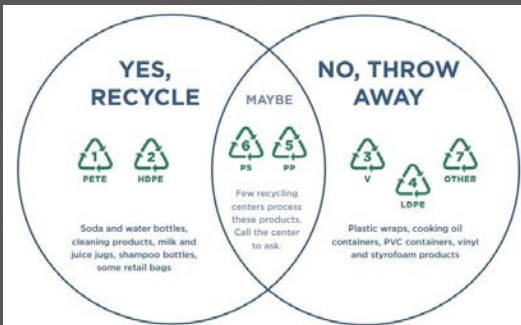 YES,
RECYCLE
1
PETE
2
HDPE
Soda and water bottles,
cleaning products, milk and
juice jugs, shampoo bottles,
some retail bags
MAYBE
6
PS
5
PP
Few recycling
centers process
these products.
Call the center
to ask.
NO, THROW
AWAY
3
V
4
LDPE
7
OTHER
Plastic wraps, cooking oil
containers, PVC containers, vinyl
and styrofoam products